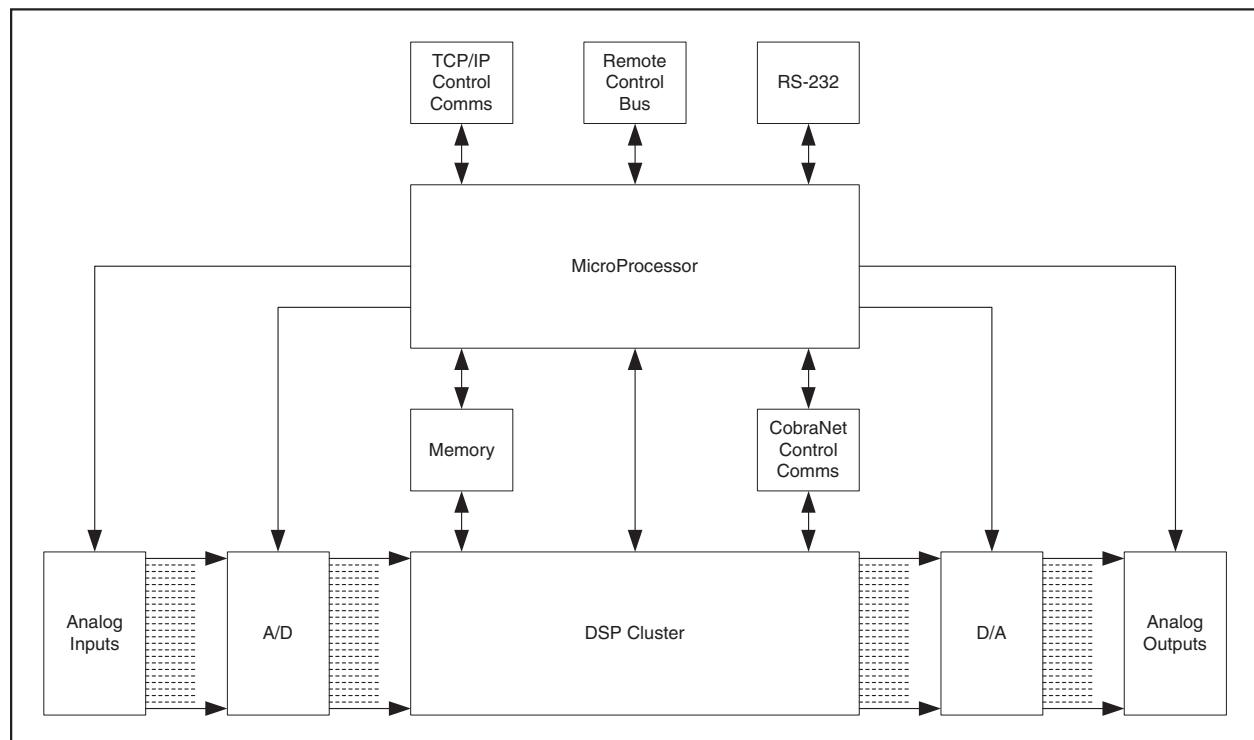 TCP/IP
Control
Comms
Remote
Control
Bus
RS-232
MicroProcessor
Memory
CobraNet
Control
Comms
Analog
Inputs
A/D
DSP Cluster
D/A
Analog
Outputs